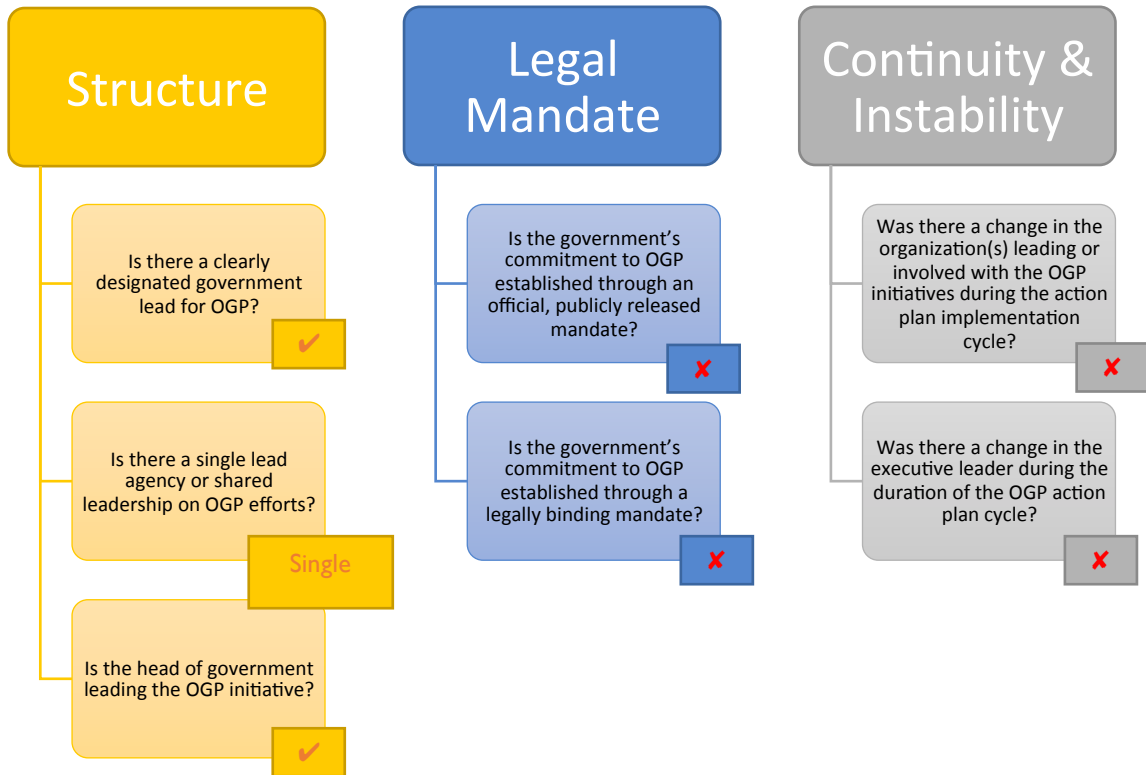 Structure
Is there a clearly
designated government
lead for OGP?
✔
Is there a single lead
agency or shared
leadership on OGP efforts?
Single
Is the head of government
leading the OGP initiative?
✔
Legal
Mandate
Is the government’s
commitment to OGP
established through an
official, publicly released
mandate?
✘
Is the government’s
commitment to OGP
established through a
legally binding mandate?
✘
Continuity &
Instability
Was there a change in the
organization(s) leading or
involved with the OGP
initiatives during the action
plan implementation
cycle?
✘
Was there a change in the
executive leader during the
duration of the OGP action
plan cycle?
✘